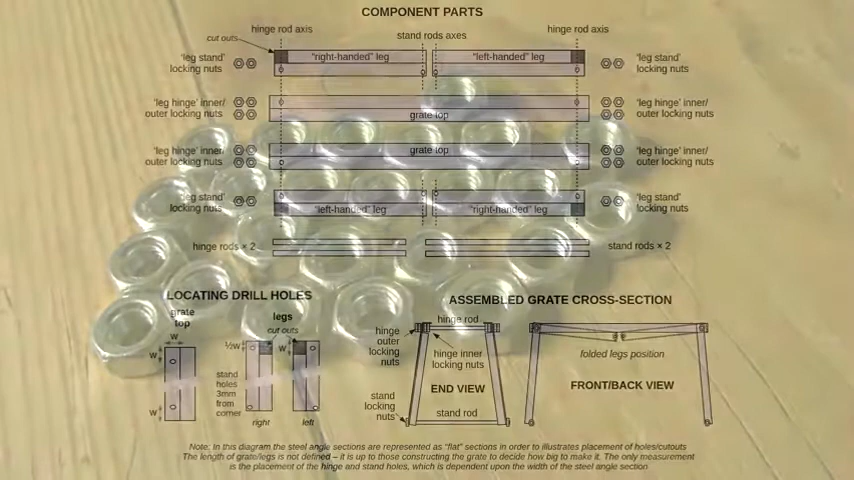 COMPONENT PARTS
hinge rod axis
hinge rod axis
cut outs
stand rods axes
'leg stand'
locking nuts
"right-handed" leg
"left-handed" leg
'leg stand'
locking nuts
'leg hinge' inner/
outer locking nuts
grate top
'leg hinge' inner/
outer locking nuts
'leg hinge' inner/
outer locking nuts
grate top
'leg hinge' inner/
outer locking nuts
'leg stand'
locking nuts
"left-handed" leg
"right-handed" leg
'leg stand'
locking nuts
hinge rods × 2
stand rods × 2
LOCATING DRILL HOLES
grate
top
legs
cut outs
w
w
w
½w
w
stand
holes
3mm
from
corner
right
left
ASSEMBLED GRATE CROSS-SECTION
hinge rod
hinge
outer
locking
nuts
hinge inner
locking nuts
END VIEW
stand
locking
nuts
stand rod
folded legs position
FRONT/BACK VIEW
Note: In this diagram the steel angle sections are represented as "flat" sections in order to illustrates placement of holes/cutouts
The length of grate/legs is not defined – it is up to those constructing the grate to decide how big to make it. The only measurement
is the placement of the hinge and stand holes, which is dependent upon the width of the steel angle section